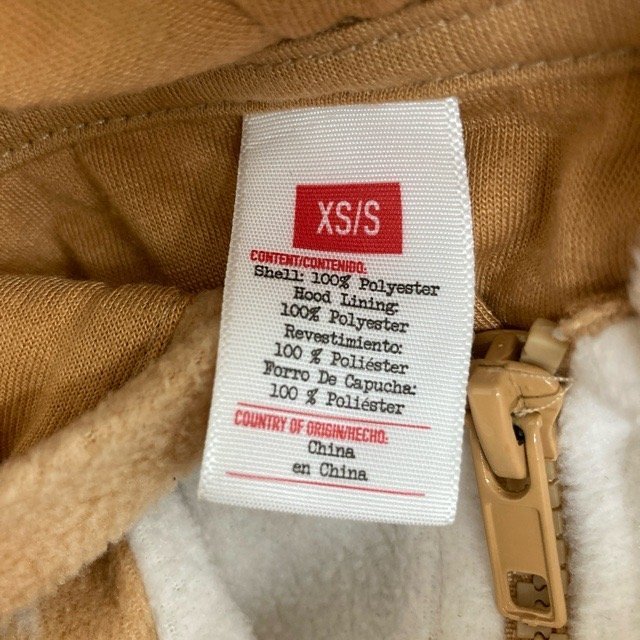 XS/S
CONTENT/CONTENIDO:
Shell: 100% Polyester
Hood Lining:
100% Polyester
Revestimiento:
100 % Poliéster
Forro De Capucha:
100 % Poliéster
COUNTRY OF ORIGIN/HECHO:
China
en China